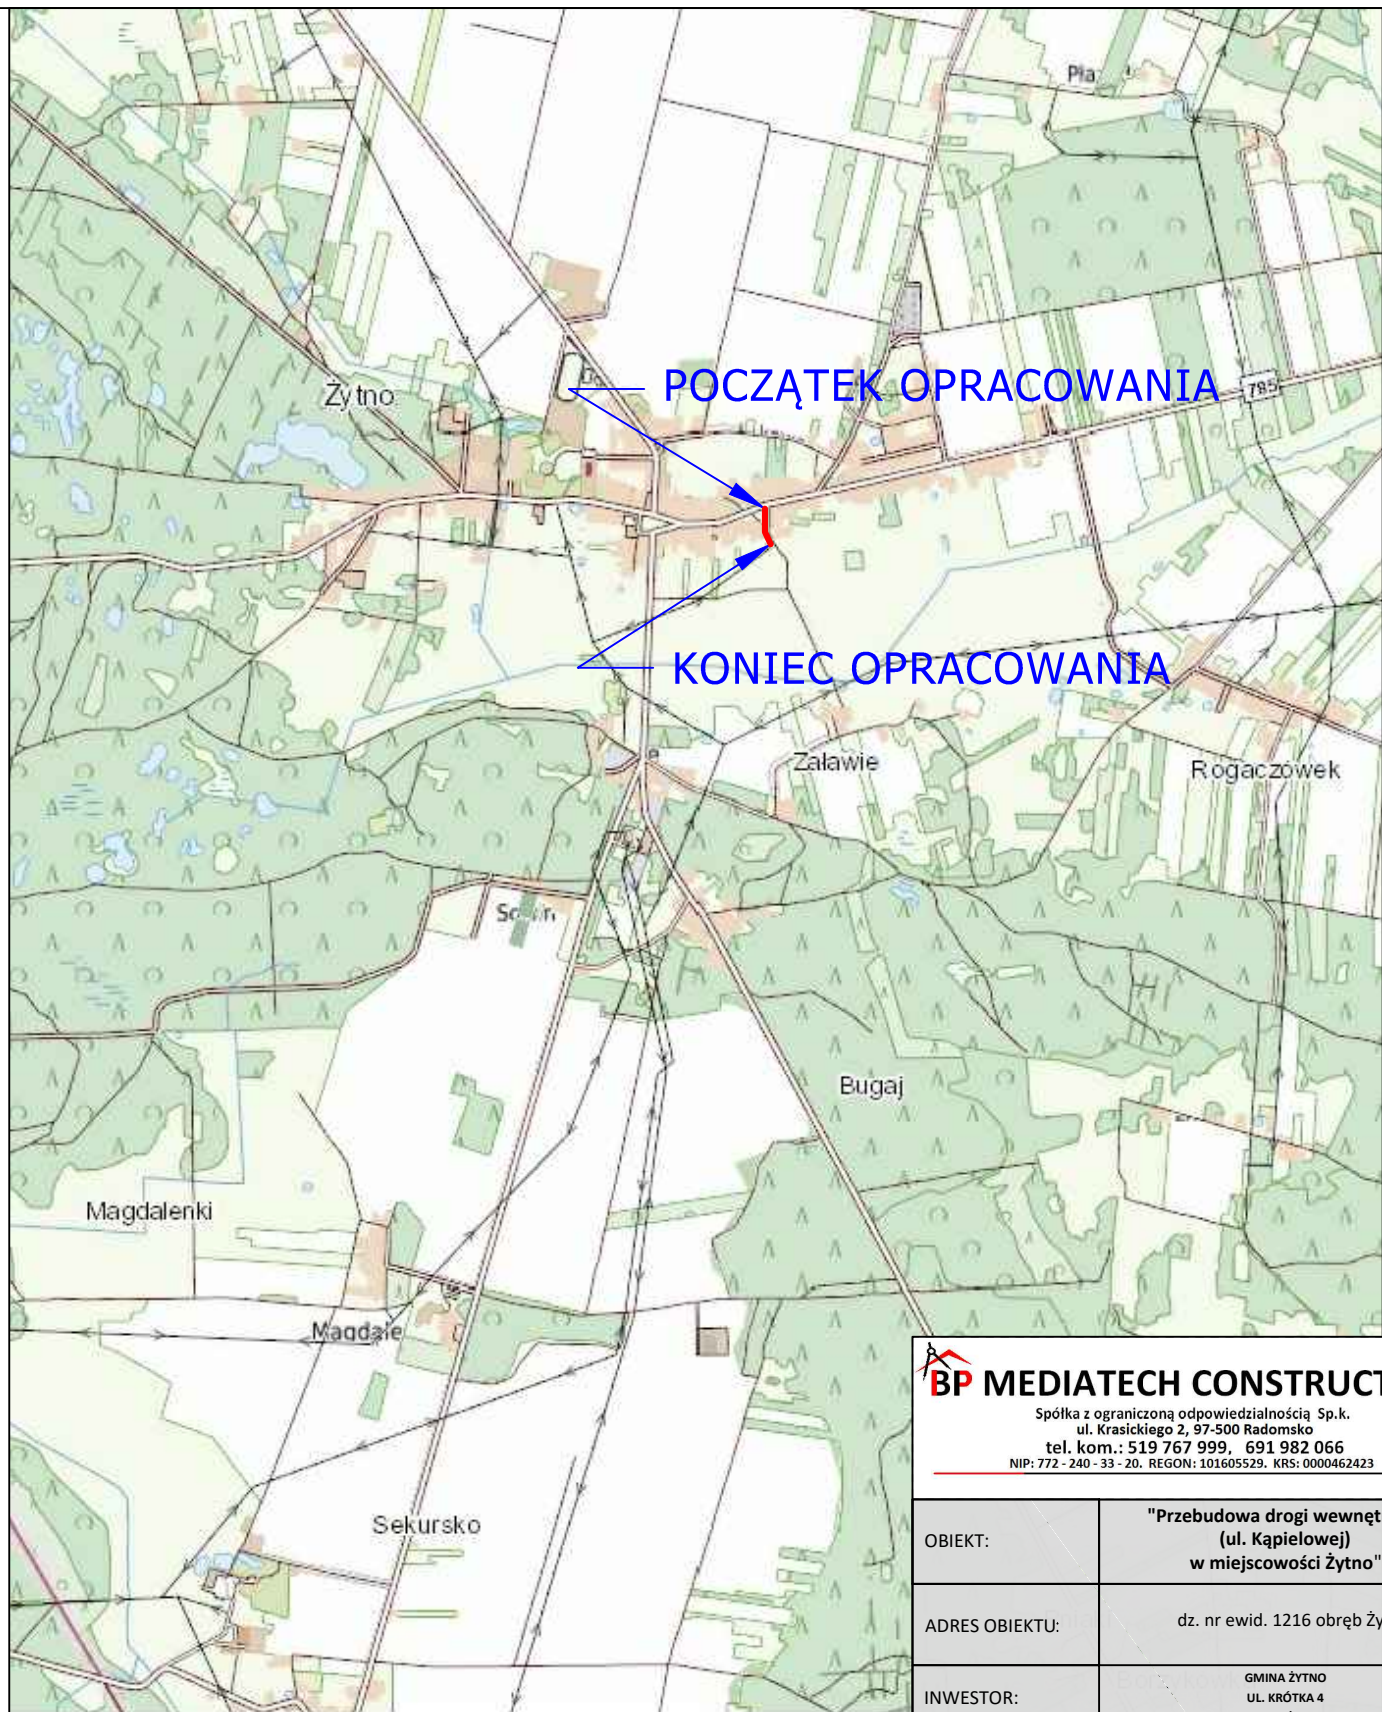 Żytno
POCZĄTEK OPRACOWANIA
785
KONIEC OPRACOWANIA
Załawie
Rogaczówek
Bugaj
Magdalenki
Sekursko
BP MEDIATECH CONSTRUCT
Spółka z ograniczoną odpowiedzialnością Sp.k.
ul. Krasickiego 2, 97-500 Radomsko
tel. kom.: 519 767 999, 691 982 066
NIP: 772 - 240 - 33 - 20. REGON: 101605529. KRS: 0000462423
OBIEKT:
"Przebudowa drogi wewnęt
(ul. Kąpielowej)
w miejscowości Żytno"
ADRES OBIEKTU:
dz. nr ewid. 1216 obręb Ży
INWESTOR:
GMINA ŻYTNO
UL. KRÓTKA 4